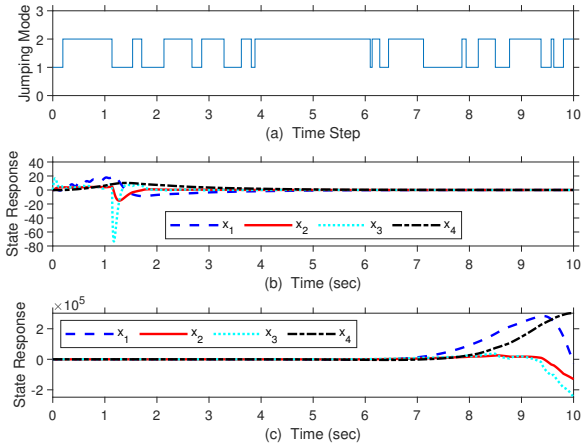 Jumping Mode
3
2
1
0
0 1 2 3 4 5 6 7 8 9 10
(a) Time Step
State Response
40
20
0
-20
-40
-60
-80
x1 x2 x3 x4
0 1 2 3 4 5 6 7 8 9 10
(b) Time (sec)
State Response
×10^5
2
0
-2
x1 x2 x3 x4
0 1 2 3 4 5 6 7 8 9 10
(c) Time (sec)